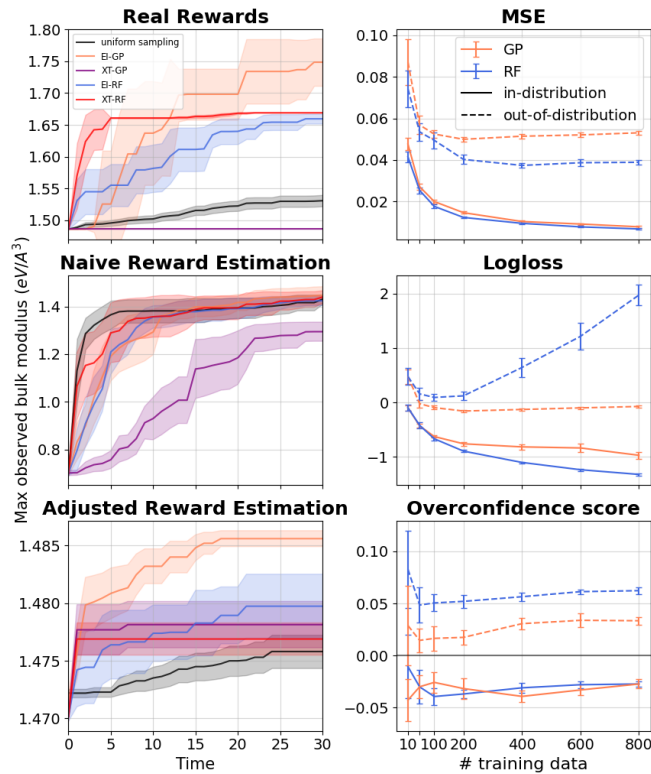 Real Rewards
1.80
1.75
1.70
1.65
1.60
1.55
1.50
uniform sampling
EI-GP
XT-GP
EI-RF
XT-RF
MSE
0.10
0.08
0.06
0.04
0.02
GP
RF
in-distribution
out-of-distribution
Max observed bulk modulus (eV/A^3)
Naive Reward Estimation
1.4
1.2
1.0
0.8
Logloss
2
1
0
−1
Adjusted Reward Estimation
1.485
1.480
1.475
1.470
0 5 10 15 20 25 30
Time
Overconfidence score
0.10
0.05
0.00
−0.05
10 100 200 400 600 800
# training data